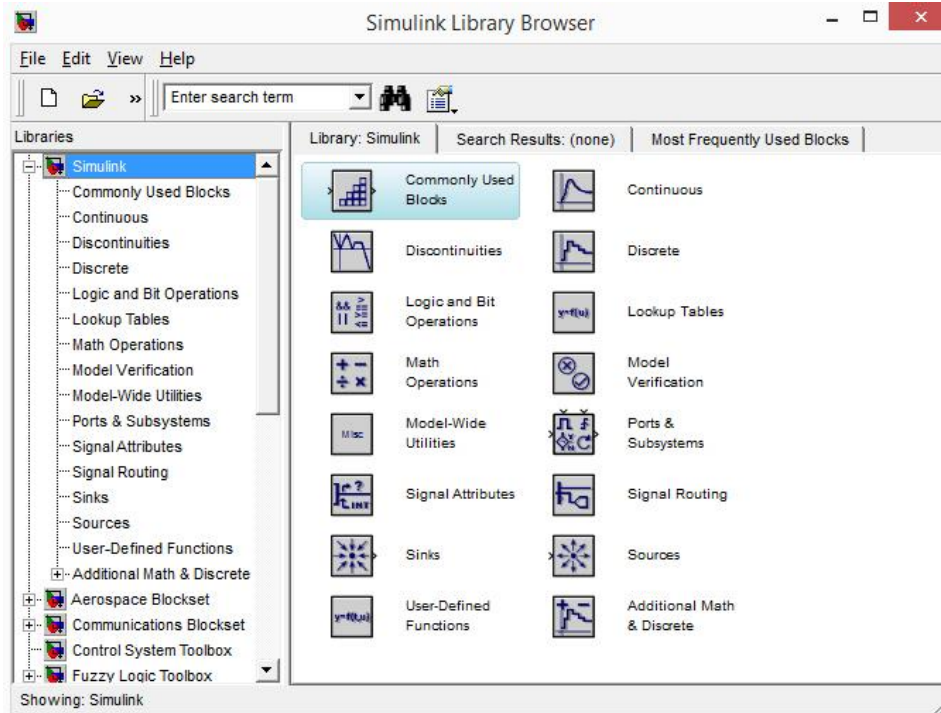 Simulink Library Browser
File Edit View Help
» Enter search term
Libraries
Library: Simulink Search Results: (none) Most Frequently Used Blocks
Simulink
Commonly Used Blocks
Continuous
Discontinuities
Discrete
Logic and Bit Operations
Lookup Tables
Math Operations
Model Verification
Model-Wide Utilities
Ports & Subsystems
Signal Attributes
Signal Routing
Sinks
Sources
User-Defined Functions
Additional Math & Discrete
Aerospace Blockset
Communications Blockset
Control System Toolbox
Fuzzy Logic Toolbox
Commonly Used
Blocks
Continuous
Discontinuities
Discrete
&& >=
|| <=
Logic and Bit
Operations
y=f(u)
Lookup Tables
Math
Operations
Model
Verification
Misc
Model-Wide
Utilities
Ports &
Subsystems
?
INT
Signal Attributes
Signal Routing
Sinks
Sources
y=f(t,u)
User-Defined
Functions
Additional Math
& Discrete
Showing: Simulink